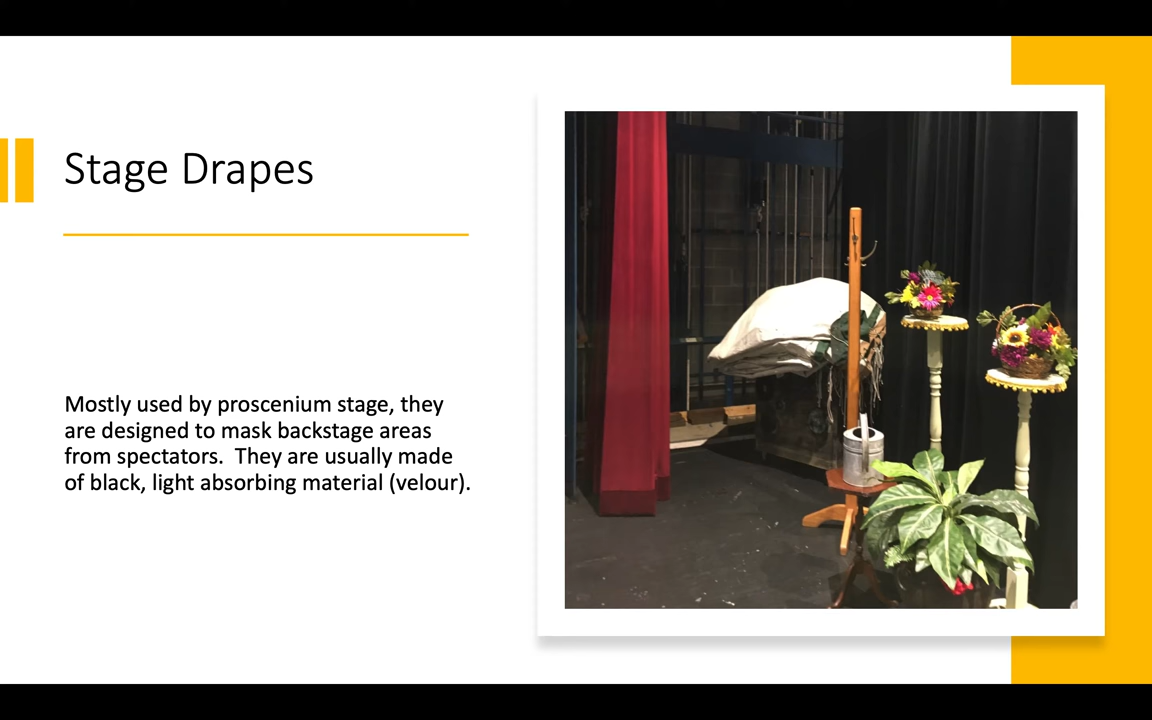 Stage Drapes
Mostly used by proscenium stage, they
are designed to mask backstage areas
from spectators.  They are usually made
of black, light absorbing material (velour).